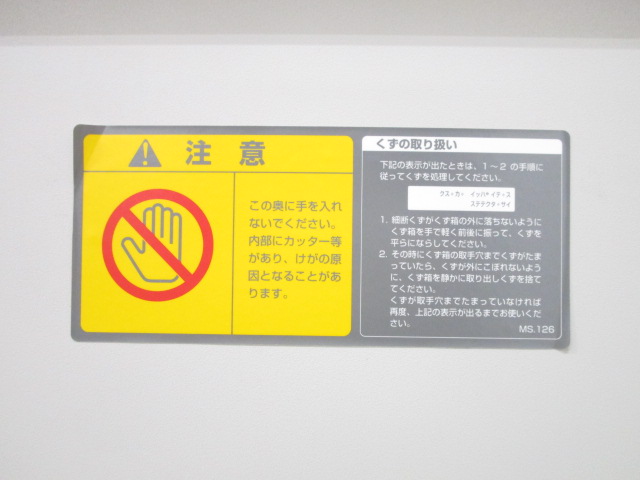 注意
この奥に手を入れ
ないでください。
内部にカッター等
があり、けがの原
因となることがあ
ります。
くずの取り扱い
下記の表示が出たときは、1〜2 の手順に
従ってくずを処理してください。
クズ・ガ・ イッパ° イデ・ス
ステテクダ・サイ
1. 細断くずがくず箱の外に落ちないように
くず箱を手で軽く前後に振って、くずを
平らにならしてください。
2. その時にくず箱の取手穴までくずがたま
っていたら、くずが外にこぼれないよう
に、くず箱を静かに取り出しくずを捨て
てください。
くずが取手穴までたまっていなければ
再度、上記の表示が出るまでお使いくだ
さい。
MS.126